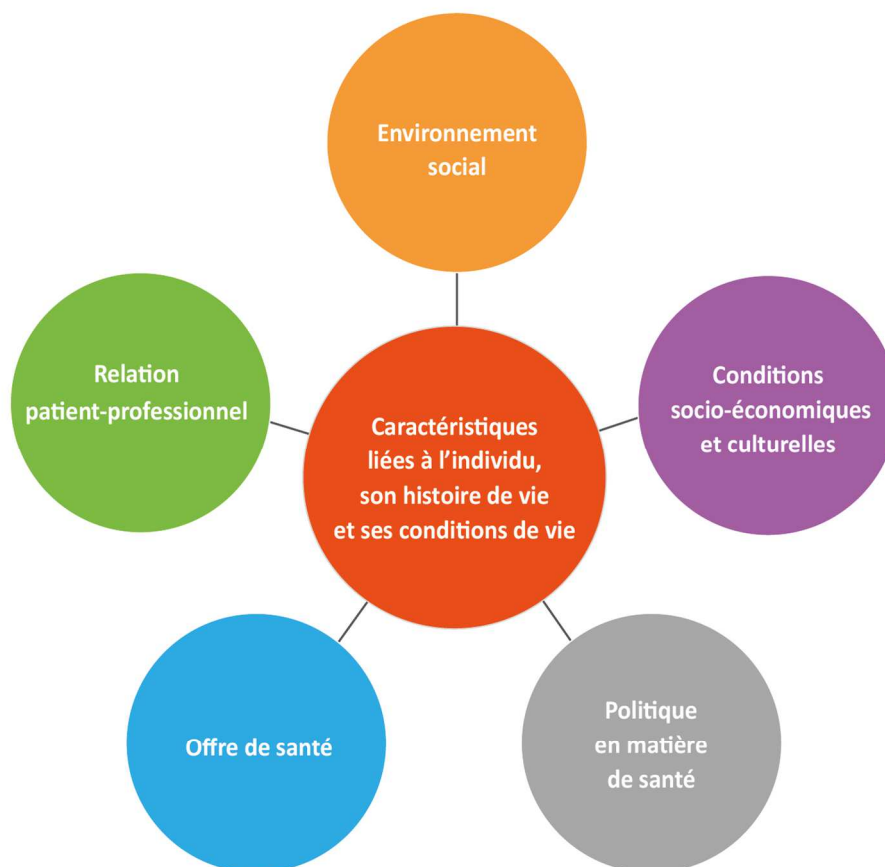 Environnement
social
Relation
patient-professionnel
Conditions
socio-économiques
et culturelles
Caractéristiques
liées à l’individu,
son histoire de vie
et ses conditions de vie
Offre de santé
Politique
en matière
de santé